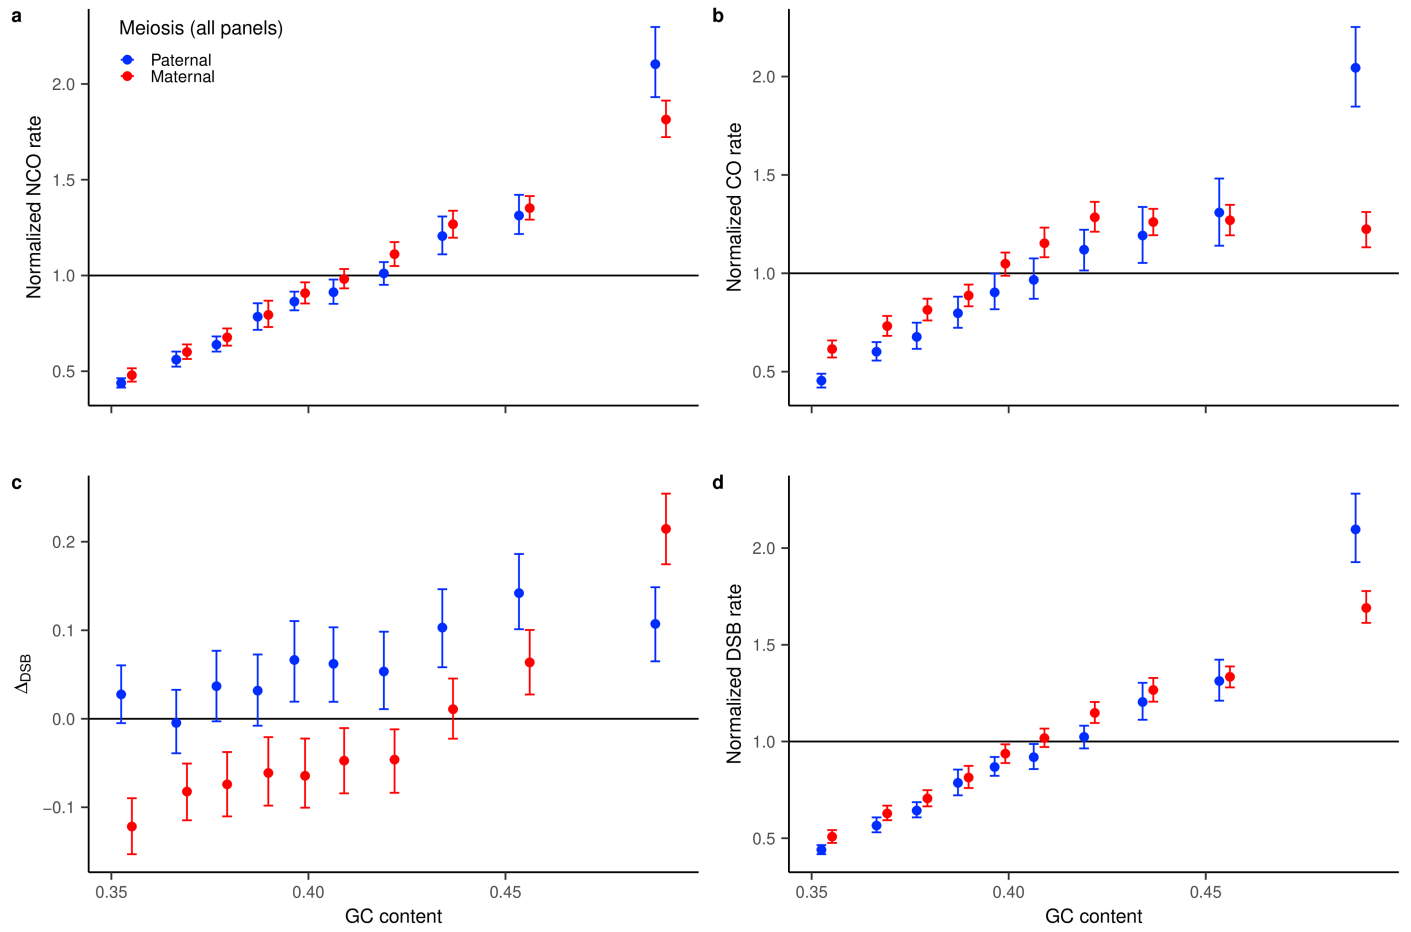 a
Meiosis (all panels)
Paternal
Maternal
Normalized NCO rate
2.0
1.5
1.0
0.5
b
Normalized CO rate
2.0
1.5
1.0
0.5
c
ΔDSB
0.2
0.1
0.0
−0.1
0.35
0.40
0.45
GC content
d
Normalized DSB rate
2.0
1.5
1.0
0.5
0.35
0.40
0.45
GC content